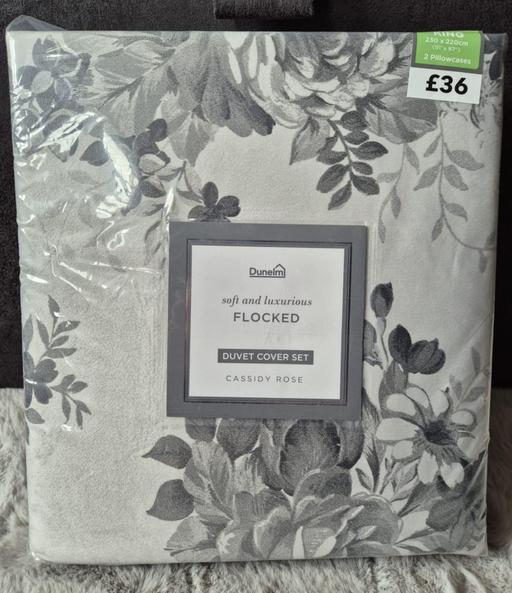 KING
230 x 220cm
(91" x 87")
2 Pillowcases
£36
Dunelm
soft and luxurious
FLOCKED
DUVET COVER SET
CASSIDY ROSE